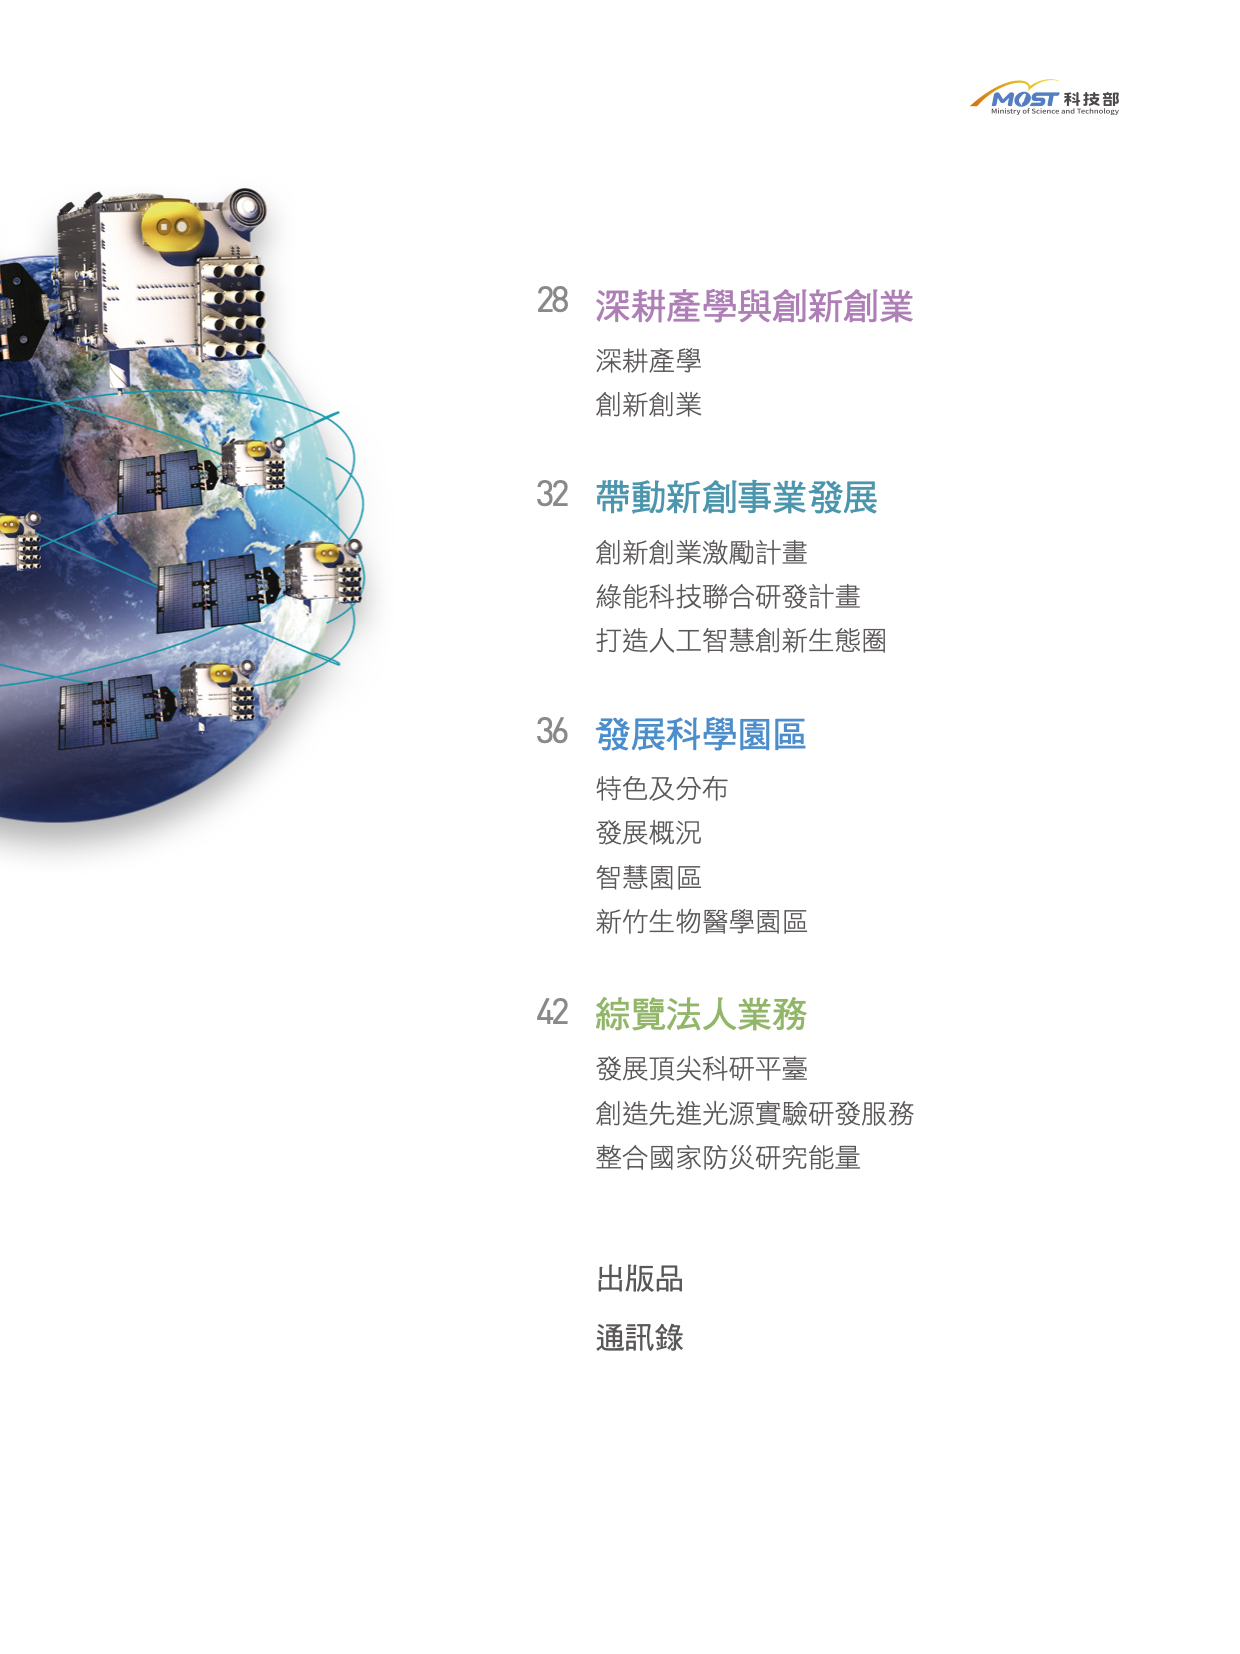 MOST 科技部
Ministry of Science and Technology
28 深耕產學與創新創業
深耕產學
創新創業
32 帶動新創事業發展
創新創業激勵計畫
綠能科技聯合研發計畫
打造人工智慧創新生態圈
36 發展科學園區
特色及分布
發展概況
智慧園區
新竹生物醫學園區
42 綜覽法人業務
發展頂尖科研平臺
創造先進光源實驗研發服務
整合國家防災研究能量
出版品
通訊錄